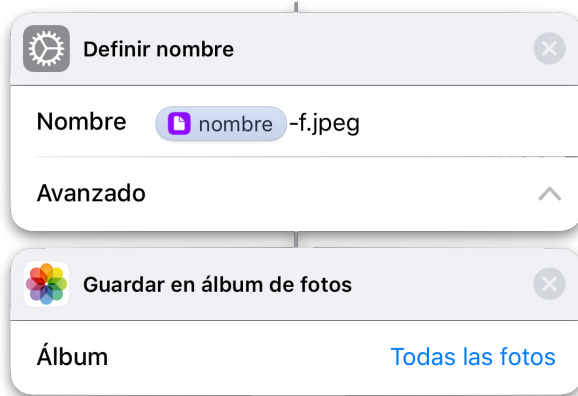 Definir nombre
Nombre nombre -f.jpeg
Avanzado
Guardar en álbum de fotos
Álbum Todas las fotos